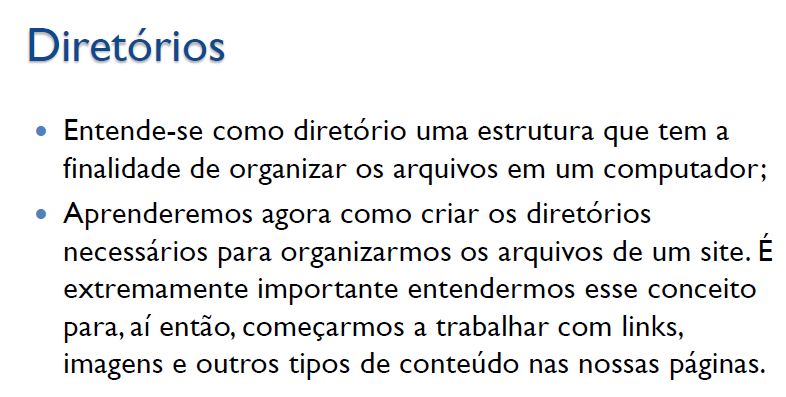 Diretórios
• Entende-se como diretório uma estrutura que tem a
finalidade de organizar os arquivos em um computador;
• Aprenderemos agora como criar os diretórios
necessários para organizarmos os arquivos de um site. É
extremamente importante entendermos esse conceito
para, aí então, começarmos a trabalhar com links,
imagens e outros tipos de conteúdo nas nossas páginas.